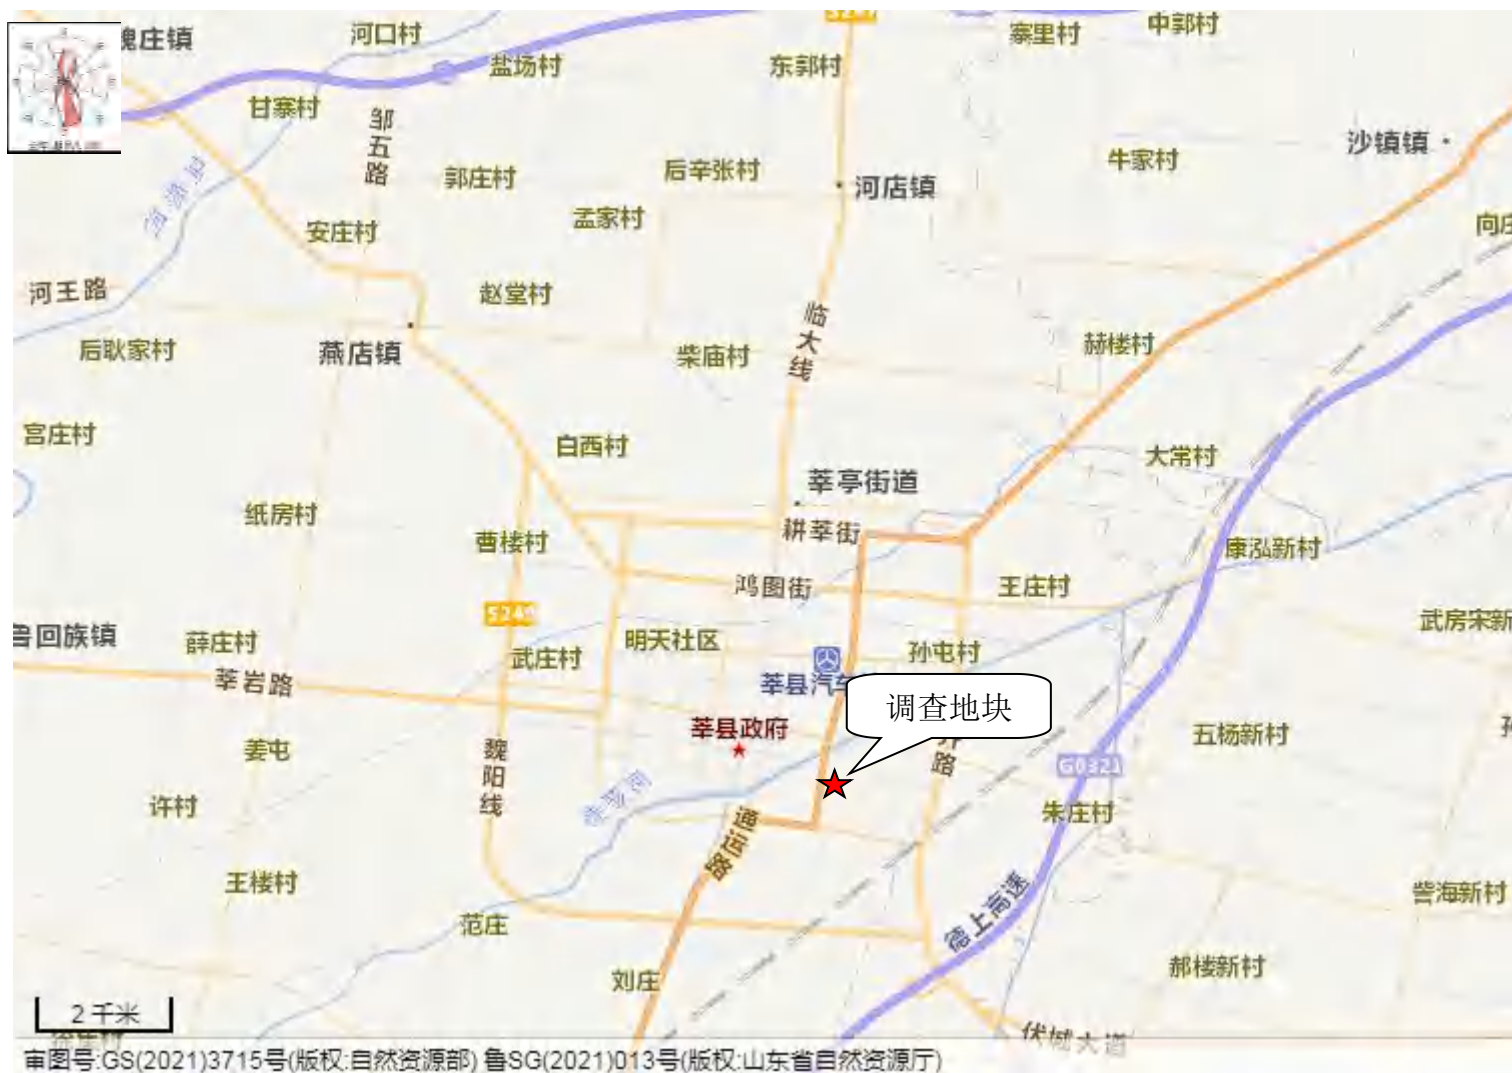 河口村
中郭村
寨里村
魏庄镇
盐场村
东郭村
甘寨村
邹五路
沙镇镇
牛家村
后辛张村
郭庄村
河店镇
孟家村
安庄村
河王路
赵堂村
临大线
后耿家村
燕店镇
柴庙村
赫楼村
宫庄村
白西村
大常村
莘亭街道
纸房村
耕莘街
曹楼村
康泓新村
鸿图街
王庄村
S249
鲁回族镇
薛庄村
武庄村
明天社区
孙屯村
武房宋新
莘岩路
莘县汽车
调查地块
莘县政府
五杨新村
姜屯
魏阳线
路
G0321
许村
朱庄村
通运路
王楼村
訾海新村
范庄
德上高速
郝楼新村
刘庄
2 千米
伏城大道
审图号:GS(2021)3715号(版权:自然资源部) 鲁SG(2021)013号(版权:山东省自然资源厅)